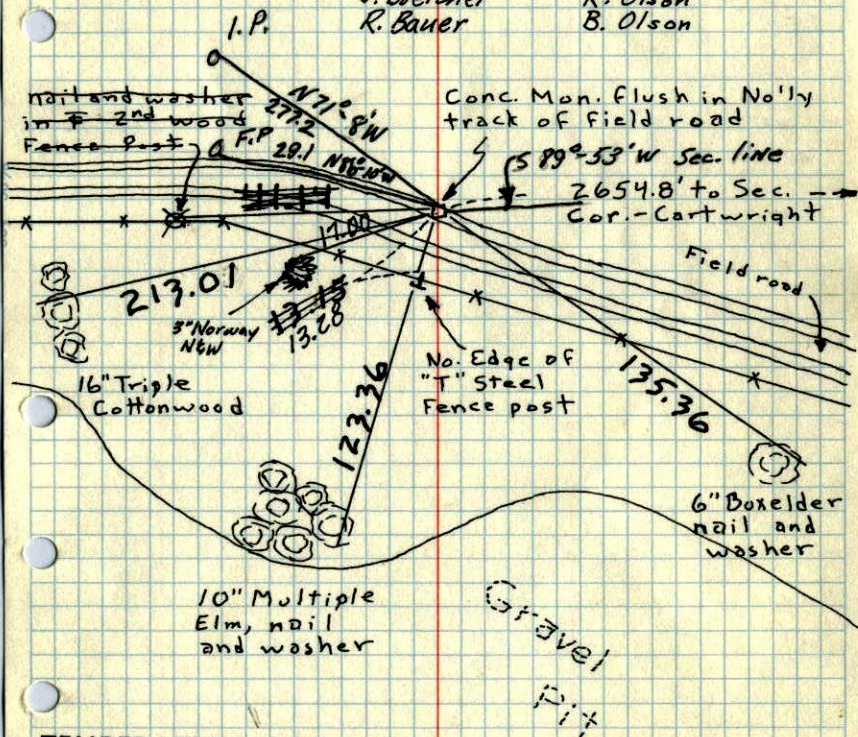 I.P.
R. Bauer
B. Olson
nail and washer
in 2nd wood
Fence Post
N 71°-8'W
277.2
F.P
29.1
Conc. Mon. flush in No'ly
track of Field road
S 89°-53'W Sec. line
2654.8' to Sec.
Cor.-Cartwright
17.00
Field road
213.01
3" Norway
N&W
13.28
No. Edge of
"T" Steel
Fence post
16" Triple
Cottonwood
123.36
135.36
6" Boxelder
nail and
washer
10" Multiple
Elm, nail
and washer
Gravel
Pit